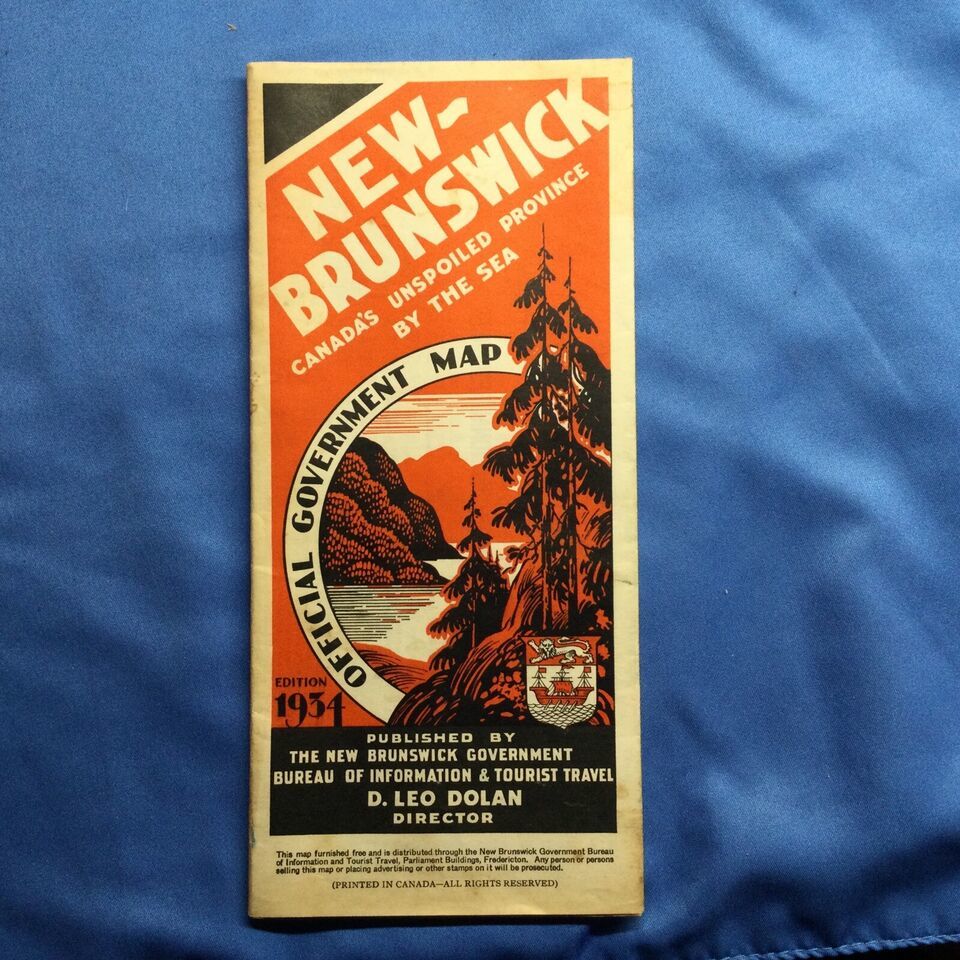 NEW-
BRUNSWICK
CANADA'S UNSPOILED PROVINCE
BY THE SEA
OFFICIAL GOVERNMENT MAP
EDITION
1934
PUBLISHED BY
THE NEW BRUNSWICK GOVERNMENT
BUREAU OF INFORMATION & TOURIST TRAVEL
D. LEO DOLAN
DIRECTOR
This map furnished free and is distributed through the New Brunswick Government Bureau
of Information and Tourist Travel, Parliament Buildings, Fredericton. Any person or persons
selling this map or placing advertising or other stamps on it will be prosecuted.
(PRINTED IN CANADA—ALL RIGHTS RESERVED)